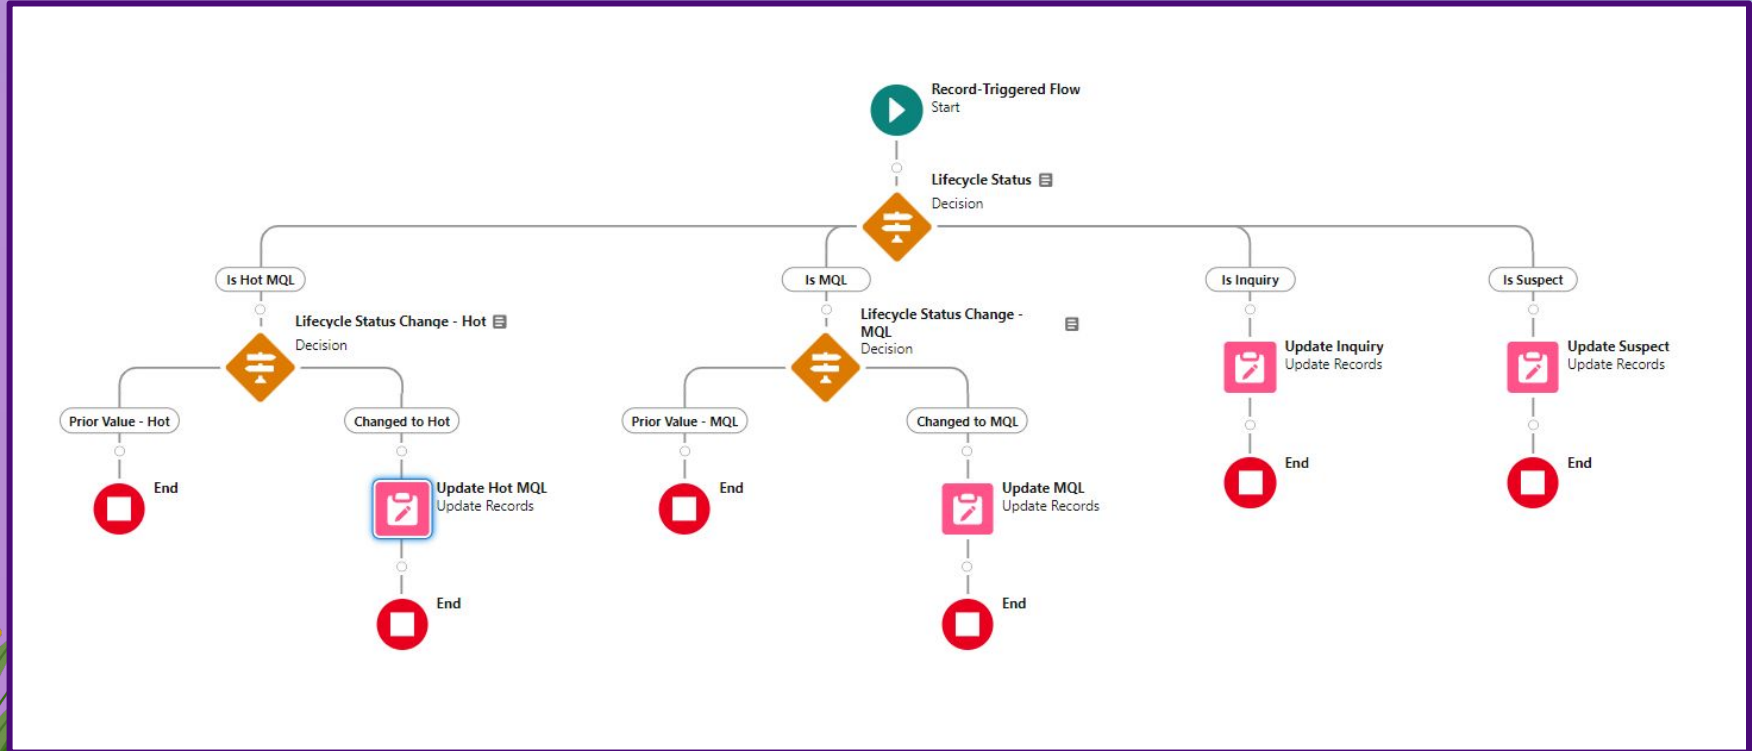 Record-Triggered Flow
Start
Lifecycle Status
Decision
Is Hot MQL
Is MQL
Is Inquiry
Is Suspect
Lifecycle Status Change - Hot
Decision
Lifecycle Status Change -
MQL
Decision
Update Inquiry
Update Records
Update Suspect
Update Records
Prior Value - Hot
Changed to Hot
Prior Value - MQL
Changed to MQL
End
End
End
Update Hot MQL
Update Records
End
Update MQL
Update Records
End
End